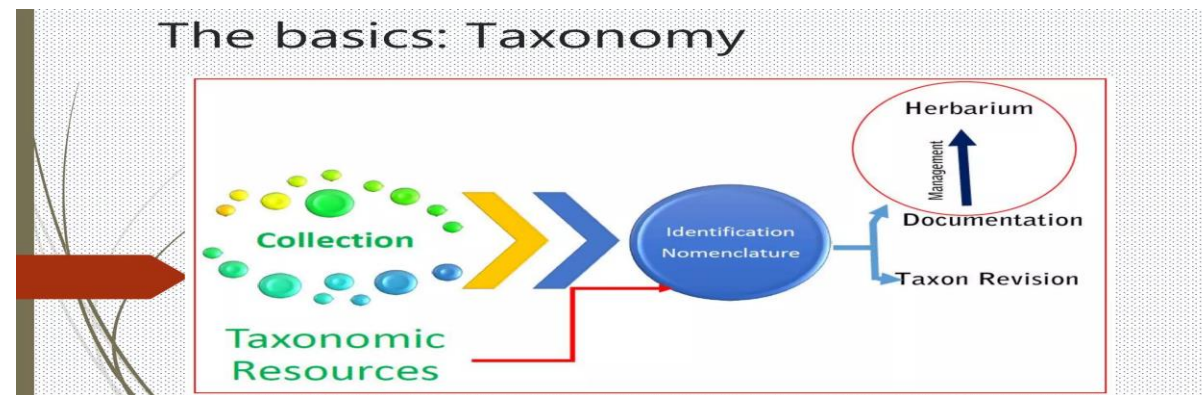 The basics: Taxonomy
Herbarium
Management
Collection
Identification
Nomenclature
Documentation
Taxon Revision
Taxonomic
Resources